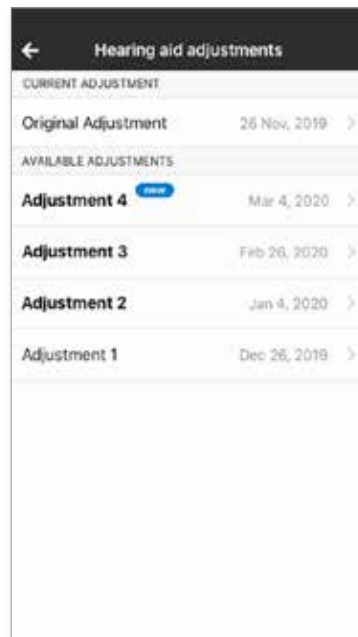 Hearing aid adjustments
CURRENT ADJUSTMENT
Original Adjustment 26 Nov, 2019
AVAILABLE ADJUSTMENTS
Adjustment 4 new Mar 4, 2020
Adjustment 3 Feb 26, 2020
Adjustment 2 Jan 4, 2020
Adjustment 1 Dec 26, 2019